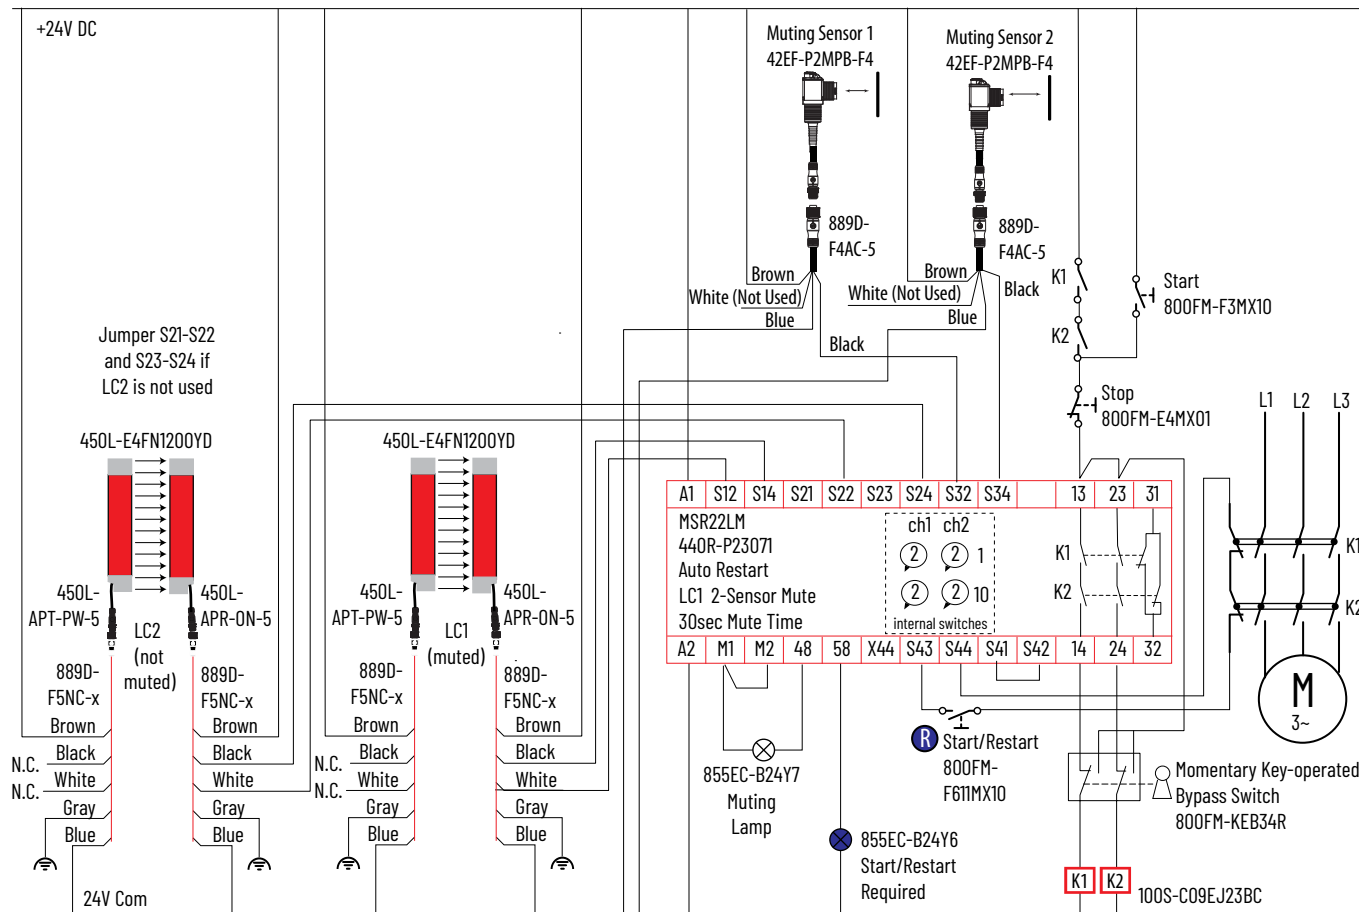 +24V DC
Muting Sensor 1
42EF-P2MPB-F4
Muting Sensor 2
42EF-P2MPB-F4
889D-
F4AC-5
889D-
F4AC-5
Brown
White (Not Used)
Blue
Black
Brown
White (Not Used)
Blue
Black
K1
K2
Start
800FM-F3MX10
Stop
800FM-E4MX01
L1 L2 L3
Jumper S21-S22
and S23-S24 if
LC2 is not used
450L-E4FN1200YD
450L-E4FN1200YD
450L-
APT-PW-5
450L-
APR-ON-5
LC2
(not
muted)
450L-
APT-PW-5
450L-
APR-ON-5
LC1
(muted)
889D-
F5NC-x
889D-
F5NC-x
889D-
F5NC-x
889D-
F5NC-x
Brown
Black
White
Gray
Blue
N.C.
N.C.
Brown
Black
White
Gray
Blue
Brown
Black
White
Gray
Blue
N.C.
N.C.
Brown
Black
White
Gray
Blue
24V Com
A1 S12 S14 S21 S22 S23 S24 S32 S34 13 23 31
MSR22LM
440R-P23071
Auto Restart
LC1 2-Sensor Mute
30sec Mute Time
ch1 ch2
2 2 1
2 2 10
internal switches
K1
K2
A2 M1 M2 48 58 X44 S43 S44 S41 S42 14 24 32
K1
K2
M
3~
855EC-B24Y7
Muting
Lamp
R
Start/Restart
800FM-
F611MX10
855EC-B24Y6
Start/Restart
Required
Momentary Key-operated
Bypass Switch
800FM-KEB34R
K1 K2
100S-C09EJ23BC